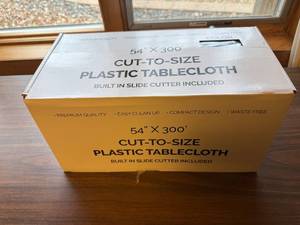 54" X 300'
CUT-TO-SIZE
PLASTIC TABLECLOTH
BUILT IN SLIDE CUTTER INCLUDED
• PREMIUM QUALITY • EASY CLEAN UP • COMPACT DESIGN • WASTE FREE
54" X 300'
CUT-TO-SIZE
PLASTIC TABLECLOTH
BUILT IN SLIDE CUTTER INCLUDED